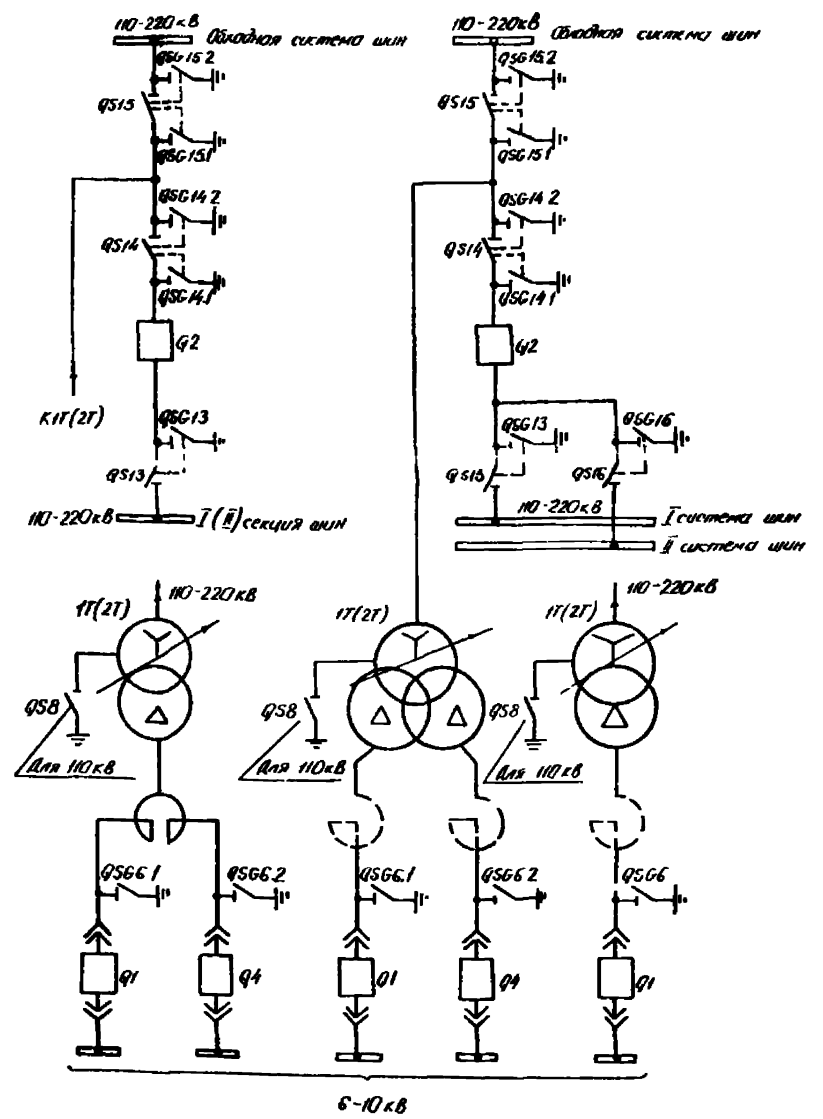 110-220кВ Обходная система шин
QSG15.2
QS15
QSG15.1
QSG14.2
QS14
QSG14.1
Q2
К1Т(2Т)
QSG13
QS13
110-220кВ I(II) секция шин
110-220кВ Обходная система шин
QSG15.2
QS15
QSG15.1
QSG14.2
QS14
QSG14.1
Q2
QSG13
QSG16
QS13
QS16
110-220кВ
I система шин
II система шин
110-220кВ
1Т(2Т)
QS8
Для 110кВ
QSG6.1
QSG6.2
Q1
Q4
1Т(2Т)
QS8
Для 110кВ
QSG6.1
QSG6.2
Q1
Q4
110-220кВ
1Т(2Т)
QS8
Для 110кВ
QSG6
Q1
6-10кВ